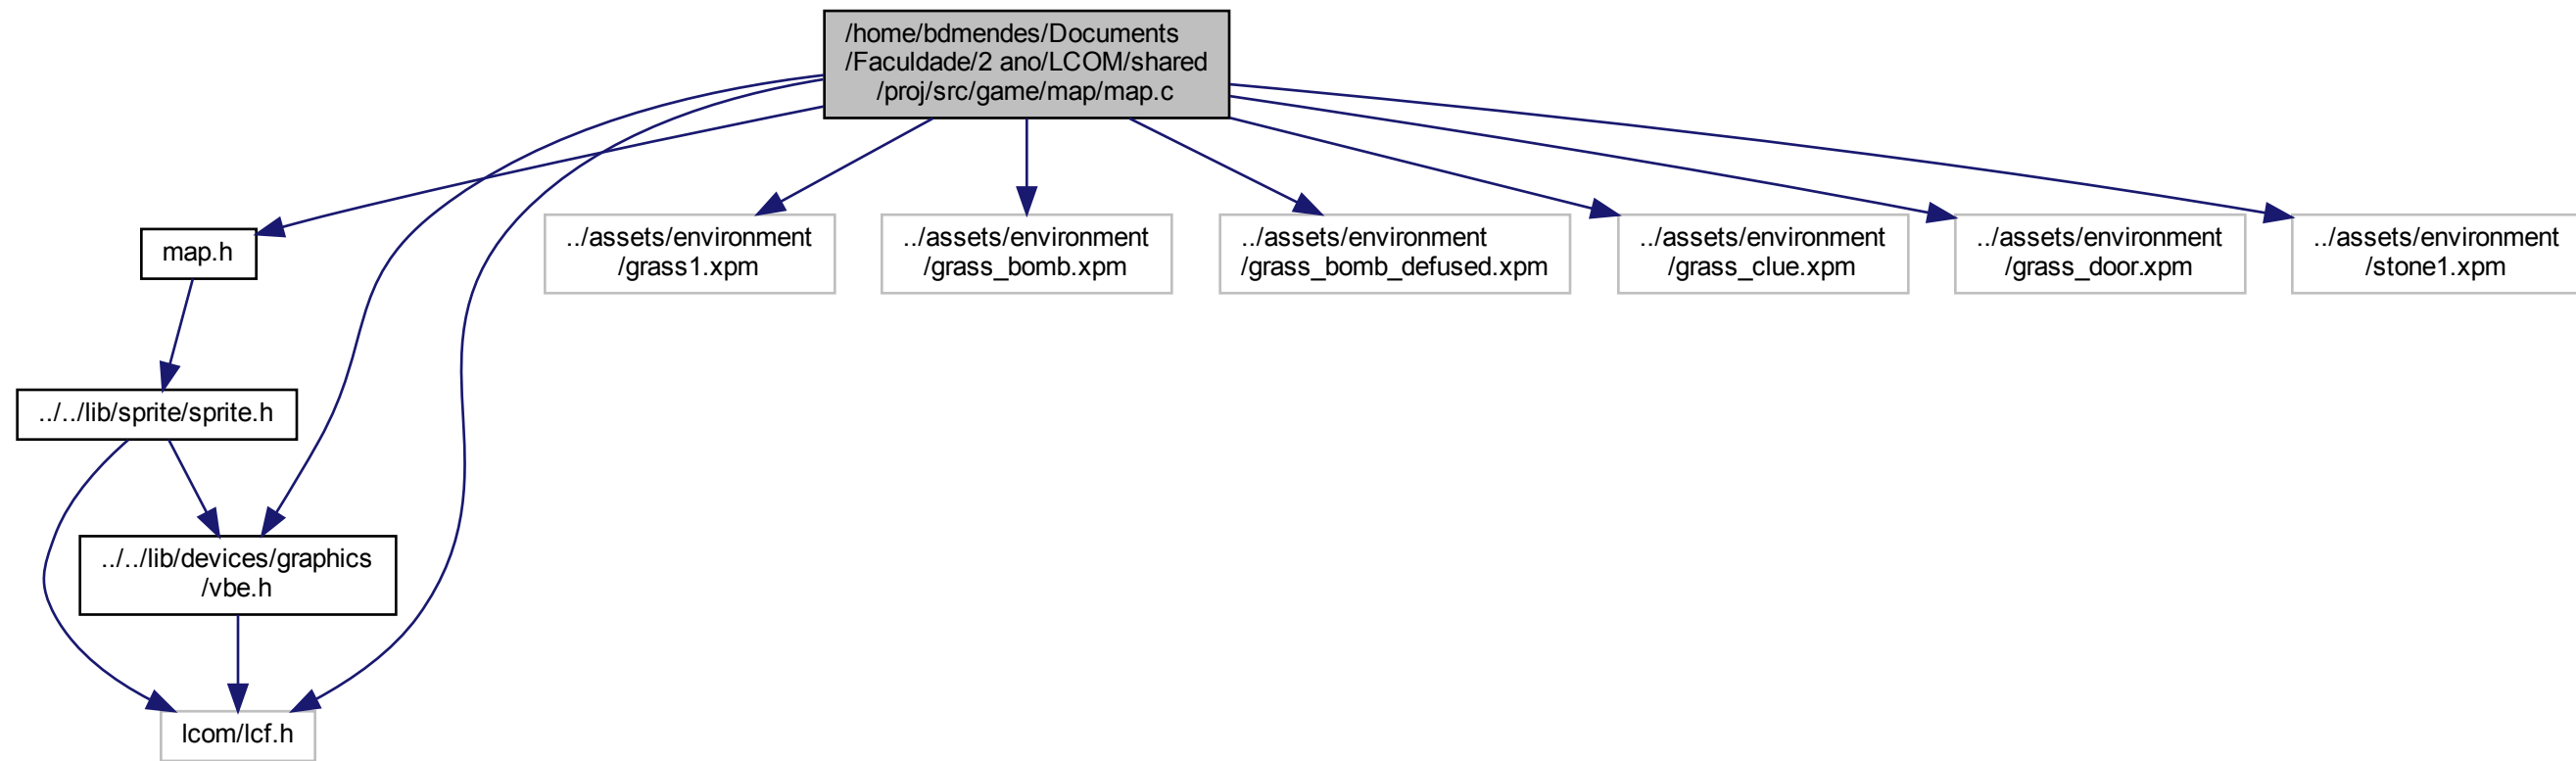 /home/bdmendes/Documents
/Faculdade/2 ano/LCOM/shared
/proj/src/game/map/map.c
map.h
../assets/environment
/grass1.xpm
../assets/environment
/grass_bomb.xpm
../assets/environment
/grass_bomb_defused.xpm
../assets/environment
/grass_clue.xpm
../assets/environment
/grass_door.xpm
../assets/environment
/stone1.xpm
../../lib/sprite/sprite.h
../../lib/devices/graphics
/vbe.h
lcom/lcf.h